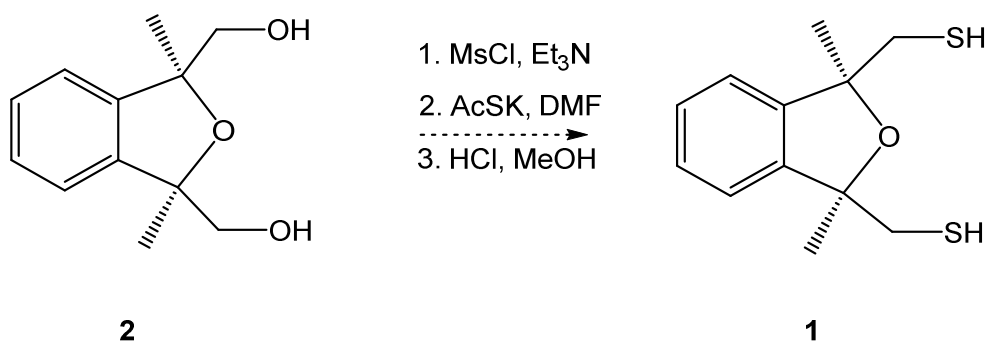 OH
O
OH
2
1. MsCl, Et₃N
2. AcSK, DMF
3. HCl, MeOH
SH
O
SH
1